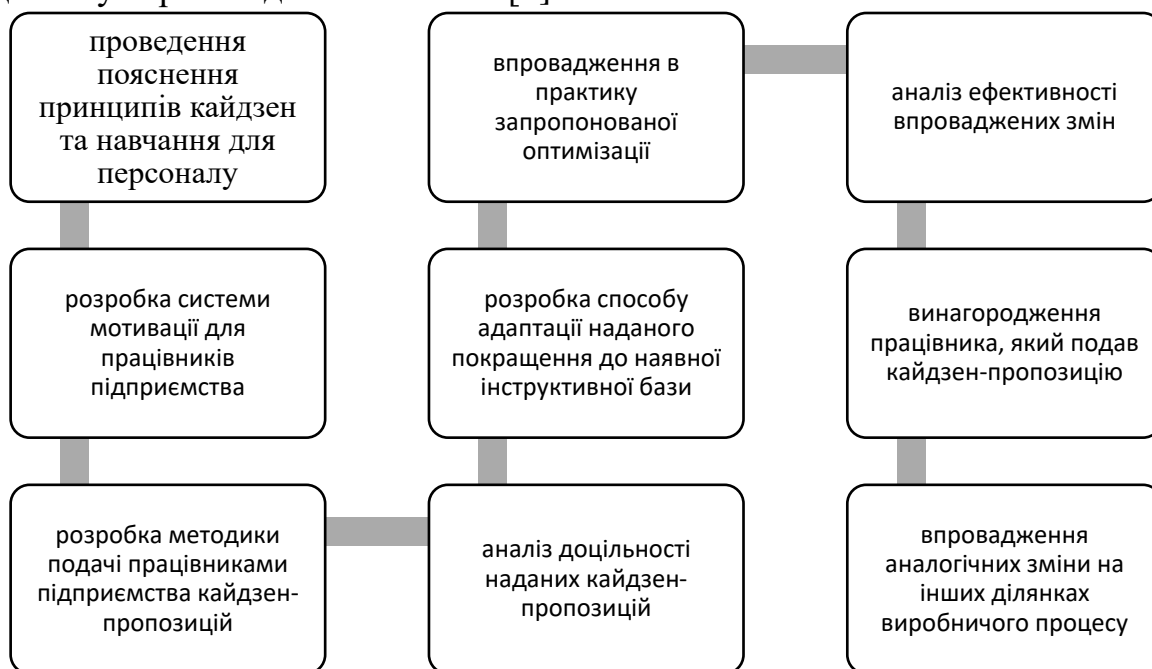 проведення
пояснення
принципів кайдзен
та навчання для
персоналу
розробка системи
мотивації для
працівників
підприємства
розробка методики
подачі працівниками
підприємства кайдзен-
пропозицій
аналіз доцільності
наданих кайдзен-
пропозицій
розробка способу
адаптації наданого
покращення до наявної
інструктивної бази
впровадження в
практику
запропонованої
оптимізації
аналіз ефективності
впроваджених змін
винагородження
працівника, який подав
кайдзен-пропозицію
впровадження
аналогічних зміни на
інших ділянках
виробничого процесу